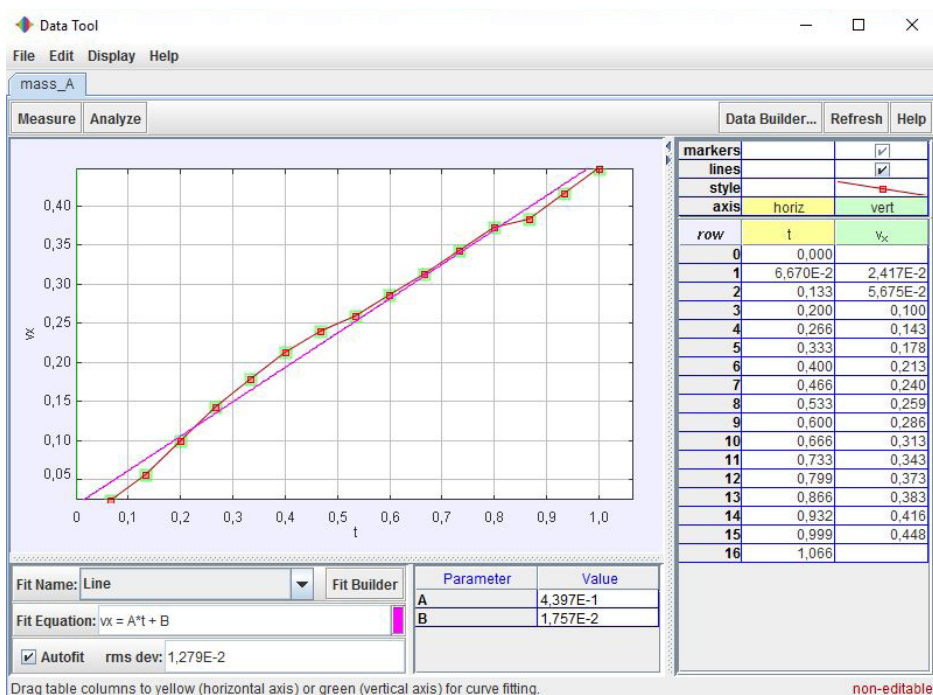 Data Tool
File Edit Display Help
mass_A
Measure Analyze Data Builder... Refresh Help
0,40
0,35
0,30
0,25
0,20
0,15
0,10
0,05
vx
0 0,1 0,2 0,3 0,4 0,5 0,6 0,7 0,8 0,9 1,0
t
markers
lines
style
axis horiz vert
row t vx
0 0,000
1 6,670E-2 2,417E-2
2 0,133 5,675E-2
3 0,200 0,100
4 0,266 0,143
5 0,333 0,178
6 0,400 0,213
7 0,466 0,240
8 0,533 0,259
9 0,600 0,286
10 0,666 0,313
11 0,733 0,343
12 0,799 0,373
13 0,866 0,383
14 0,932 0,416
15 0,999 0,448
16 1,066
Fit Name: Line Fit Builder
Fit Equation: vx = A*t + B
Autofit rms dev: 1,279E-2
Parameter Value
A 4,397E-1
B 1,757E-2
Drag table columns to yellow (horizontal axis) or green (vertical axis) for curve fitting. non-editable